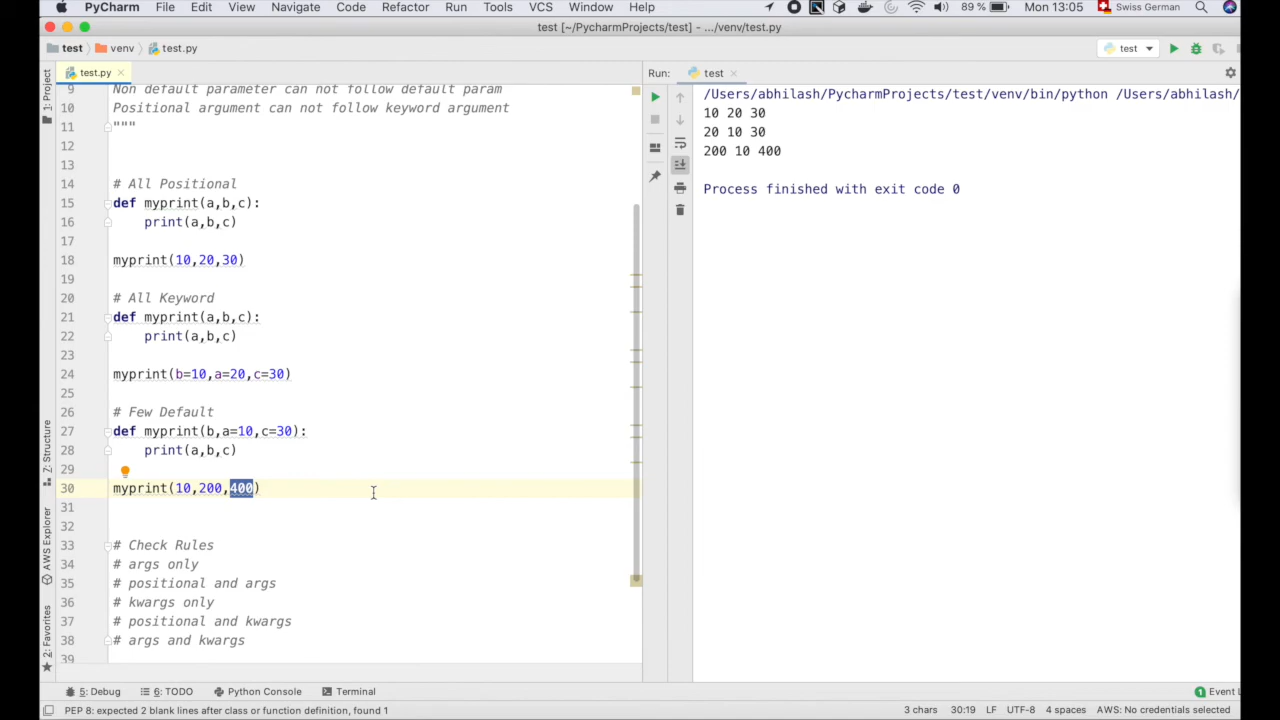 PyCharm File Edit View Navigate Code Refactor Run Tools VCS Window Help 89 % Mon 13:05 Swiss German
test [~/PycharmProjects/test] - .../venv/test.py
test venv test.py test
test.py
Run: test
1: Project
7: Structure
AWS Explorer
2: Favorites
9 Non default parameter can not follow default param
10 Positional argument can not follow keyword argument
11 """
12
13
14 # All Positional
15 def myprint(a,b,c):
16 print(a,b,c)
17
18 myprint(10,20,30)
19
20 # All Keyword
21 def myprint(a,b,c):
22 print(a,b,c)
23
24 myprint(b=10,a=20,c=30)
25
26 # Few Default
27 def myprint(b,a=10,c=30):
28 print(a,b,c)
29
30 myprint(10,200,400)
31
32
33 # Check Rules
34 # args only
35 # positional and args
36 # kwargs only
37 # positional and kwargs
38 # args and kwargs
39
/Users/abhilash/PycharmProjects/test/venv/bin/python /Users/abhilash/
10 20 30
20 10 30
200 10 400
Process finished with exit code 0
5: Debug 6: TODO Python Console Terminal 1 Event L
PEP 8: expected 2 blank lines after class or function definition, found 1 3 chars 30:19 LF UTF-8 4 spaces AWS: No credentials selected